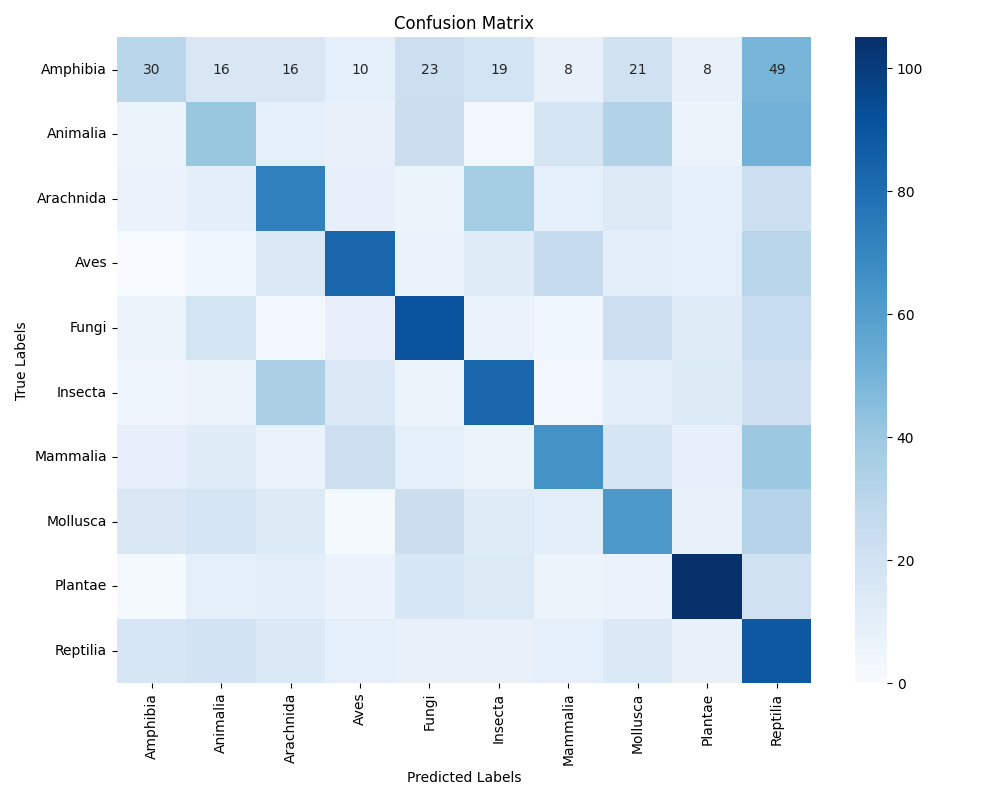 Confusion Matrix
True Labels
Amphibia 30 16 16 10 23 19 8 21 8 49
Animalia
Arachnida
Aves
Fungi
Insecta
Mammalia
Mollusca
Plantae
Reptilia
Amphibia Animalia Arachnida Aves Fungi Insecta Mammalia Mollusca Plantae Reptilia
Predicted Labels
100
80
60
40
20
0